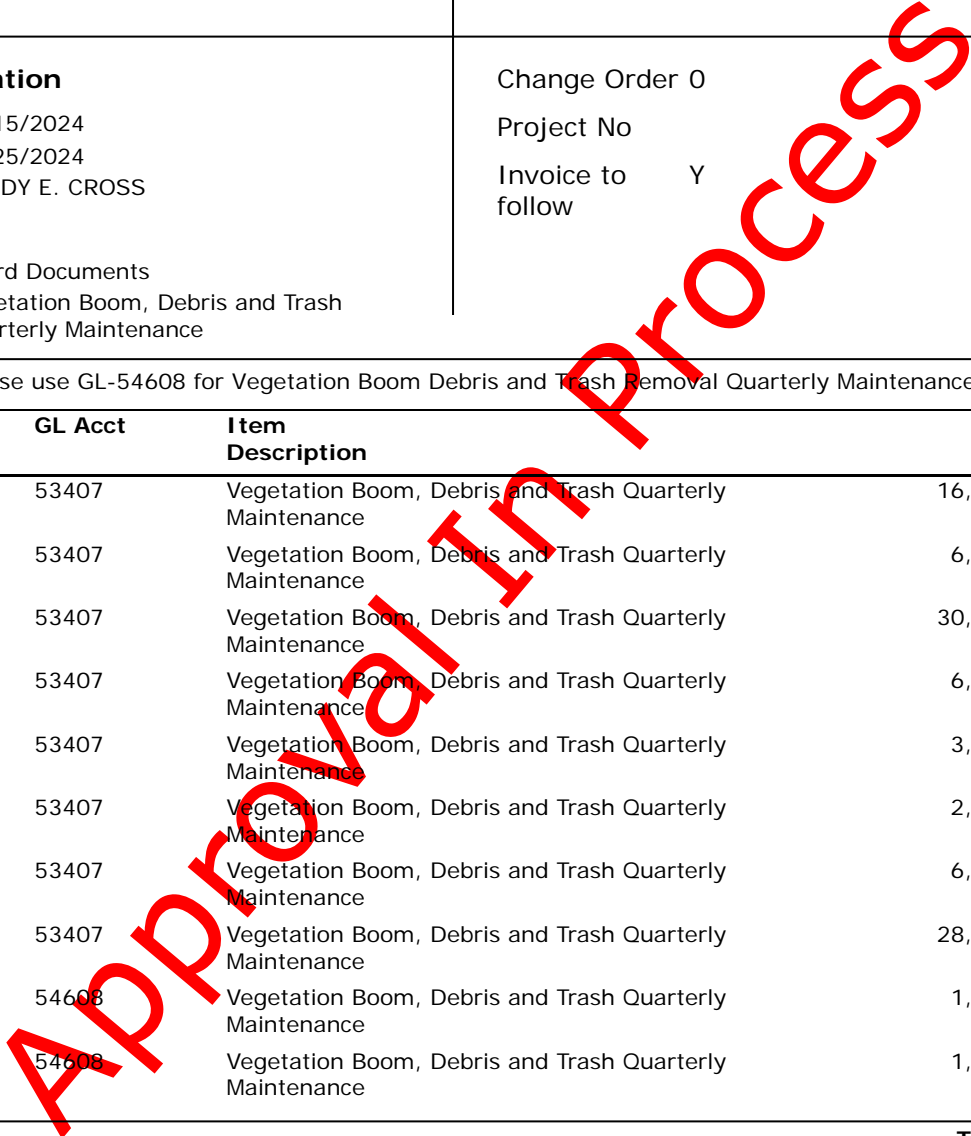 ation
15/2024
25/2024
DY E. CROSS
rd Documents
etation Boom, Debris and Trash
rterly Maintenance
Change Order 0
Project No
Invoice to Y
follow
se use GL-54608 for Vegetation Boom Debris and Trash Removal Quarterly Maintenance
GL Acct Item
Description
53407 Vegetation Boom, Debris and Trash Quarterly 16,
Maintenance
53407 Vegetation Boom, Debris and Trash Quarterly 6,
Maintenance
53407 Vegetation Boom, Debris and Trash Quarterly 30,
Maintenance
53407 Vegetation Boom, Debris and Trash Quarterly 6,
Maintenance
53407 Vegetation Boom, Debris and Trash Quarterly 3,
Maintenance
53407 Vegetation Boom, Debris and Trash Quarterly 2,
Maintenance
53407 Vegetation Boom, Debris and Trash Quarterly 6,
Maintenance
53407 Vegetation Boom, Debris and Trash Quarterly 28,
Maintenance
54608 Vegetation Boom, Debris and Trash Quarterly 1,
Maintenance
54608 Vegetation Boom, Debris and Trash Quarterly 1,
Maintenance
T
Approval In Process